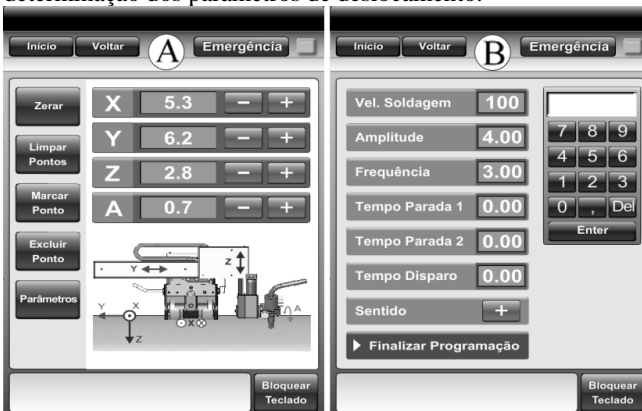 determinação dos parâmetros de deslocamento.
Início Voltar A Emergência
Zerar
Limpar
Pontos
Marcar
Ponto
Excluir
Ponto
Parâmetros
X 5.3 - +
Y 6.2 - +
Z 2.8 - +
A 0.7 - +
Y Z
Y X A
X
Z
Bloquear
Teclado
Início Voltar B Emergência
Vel. Soldagem 100
Amplitude 4.00
Frequência 3.00
Tempo Parada 1 0.00
Tempo Parada 2 0.00
Tempo Disparo 0.00
Sentido +
Finalizar Programação
7 8 9
4 5 6
1 2 3
0 , Del
Enter
Bloquear
Teclado